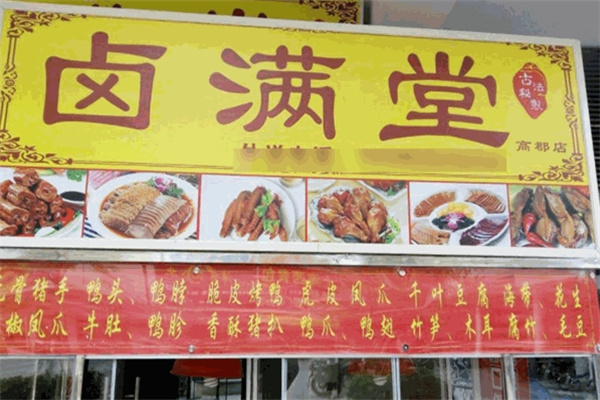 卤满堂
古法秘製
高郡店
骨猪手 鸭头、鸭脖 脆皮烤鸭 虎皮凤爪 千叶豆腐 海带、花生
椒凤爪 牛肚、鸭胗 香酥猪扒 鸭爪、鸭翅 竹笋 木耳 腐竹 毛豆